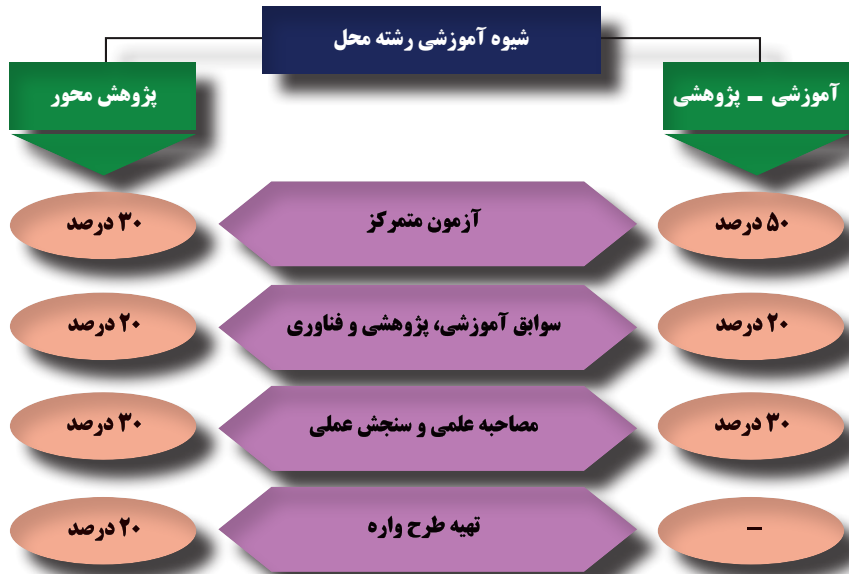 شیوه آموزشی رشته محل
آموزشی – پژوهشی
پژوهش محور
۵۰ درصد
آزمون متمرکز
۳۰ درصد
۲۰ درصد
سوابق آموزشی، پژوهشی و فناوری
۲۰ درصد
۳۰ درصد
مصاحبه علمی و سنجش عملی
۳۰ درصد
–
تهیه طرح واره
۲۰ درصد